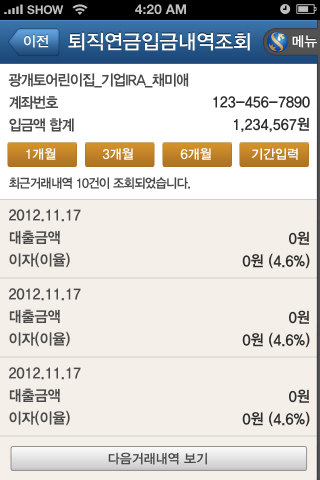 SHOW 4:20 AM
이전 퇴직연금입금내역조회 메뉴
광개토어린이집_기업IRA_채미애
계좌번호 123-456-7890
입금액 합계 1,234,567원
1개월 3개월 6개월 기간입력
최근거래내역 10건이 조회되었습니다.
2012.11.17
대출금액 0원
이자(이율) 0원 (4.6%)
2012.11.17
대출금액 0원
이자(이율) 0원 (4.6%)
2012.11.17
대출금액 0원
이자(이율) 0원 (4.6%)
다음거래내역 보기